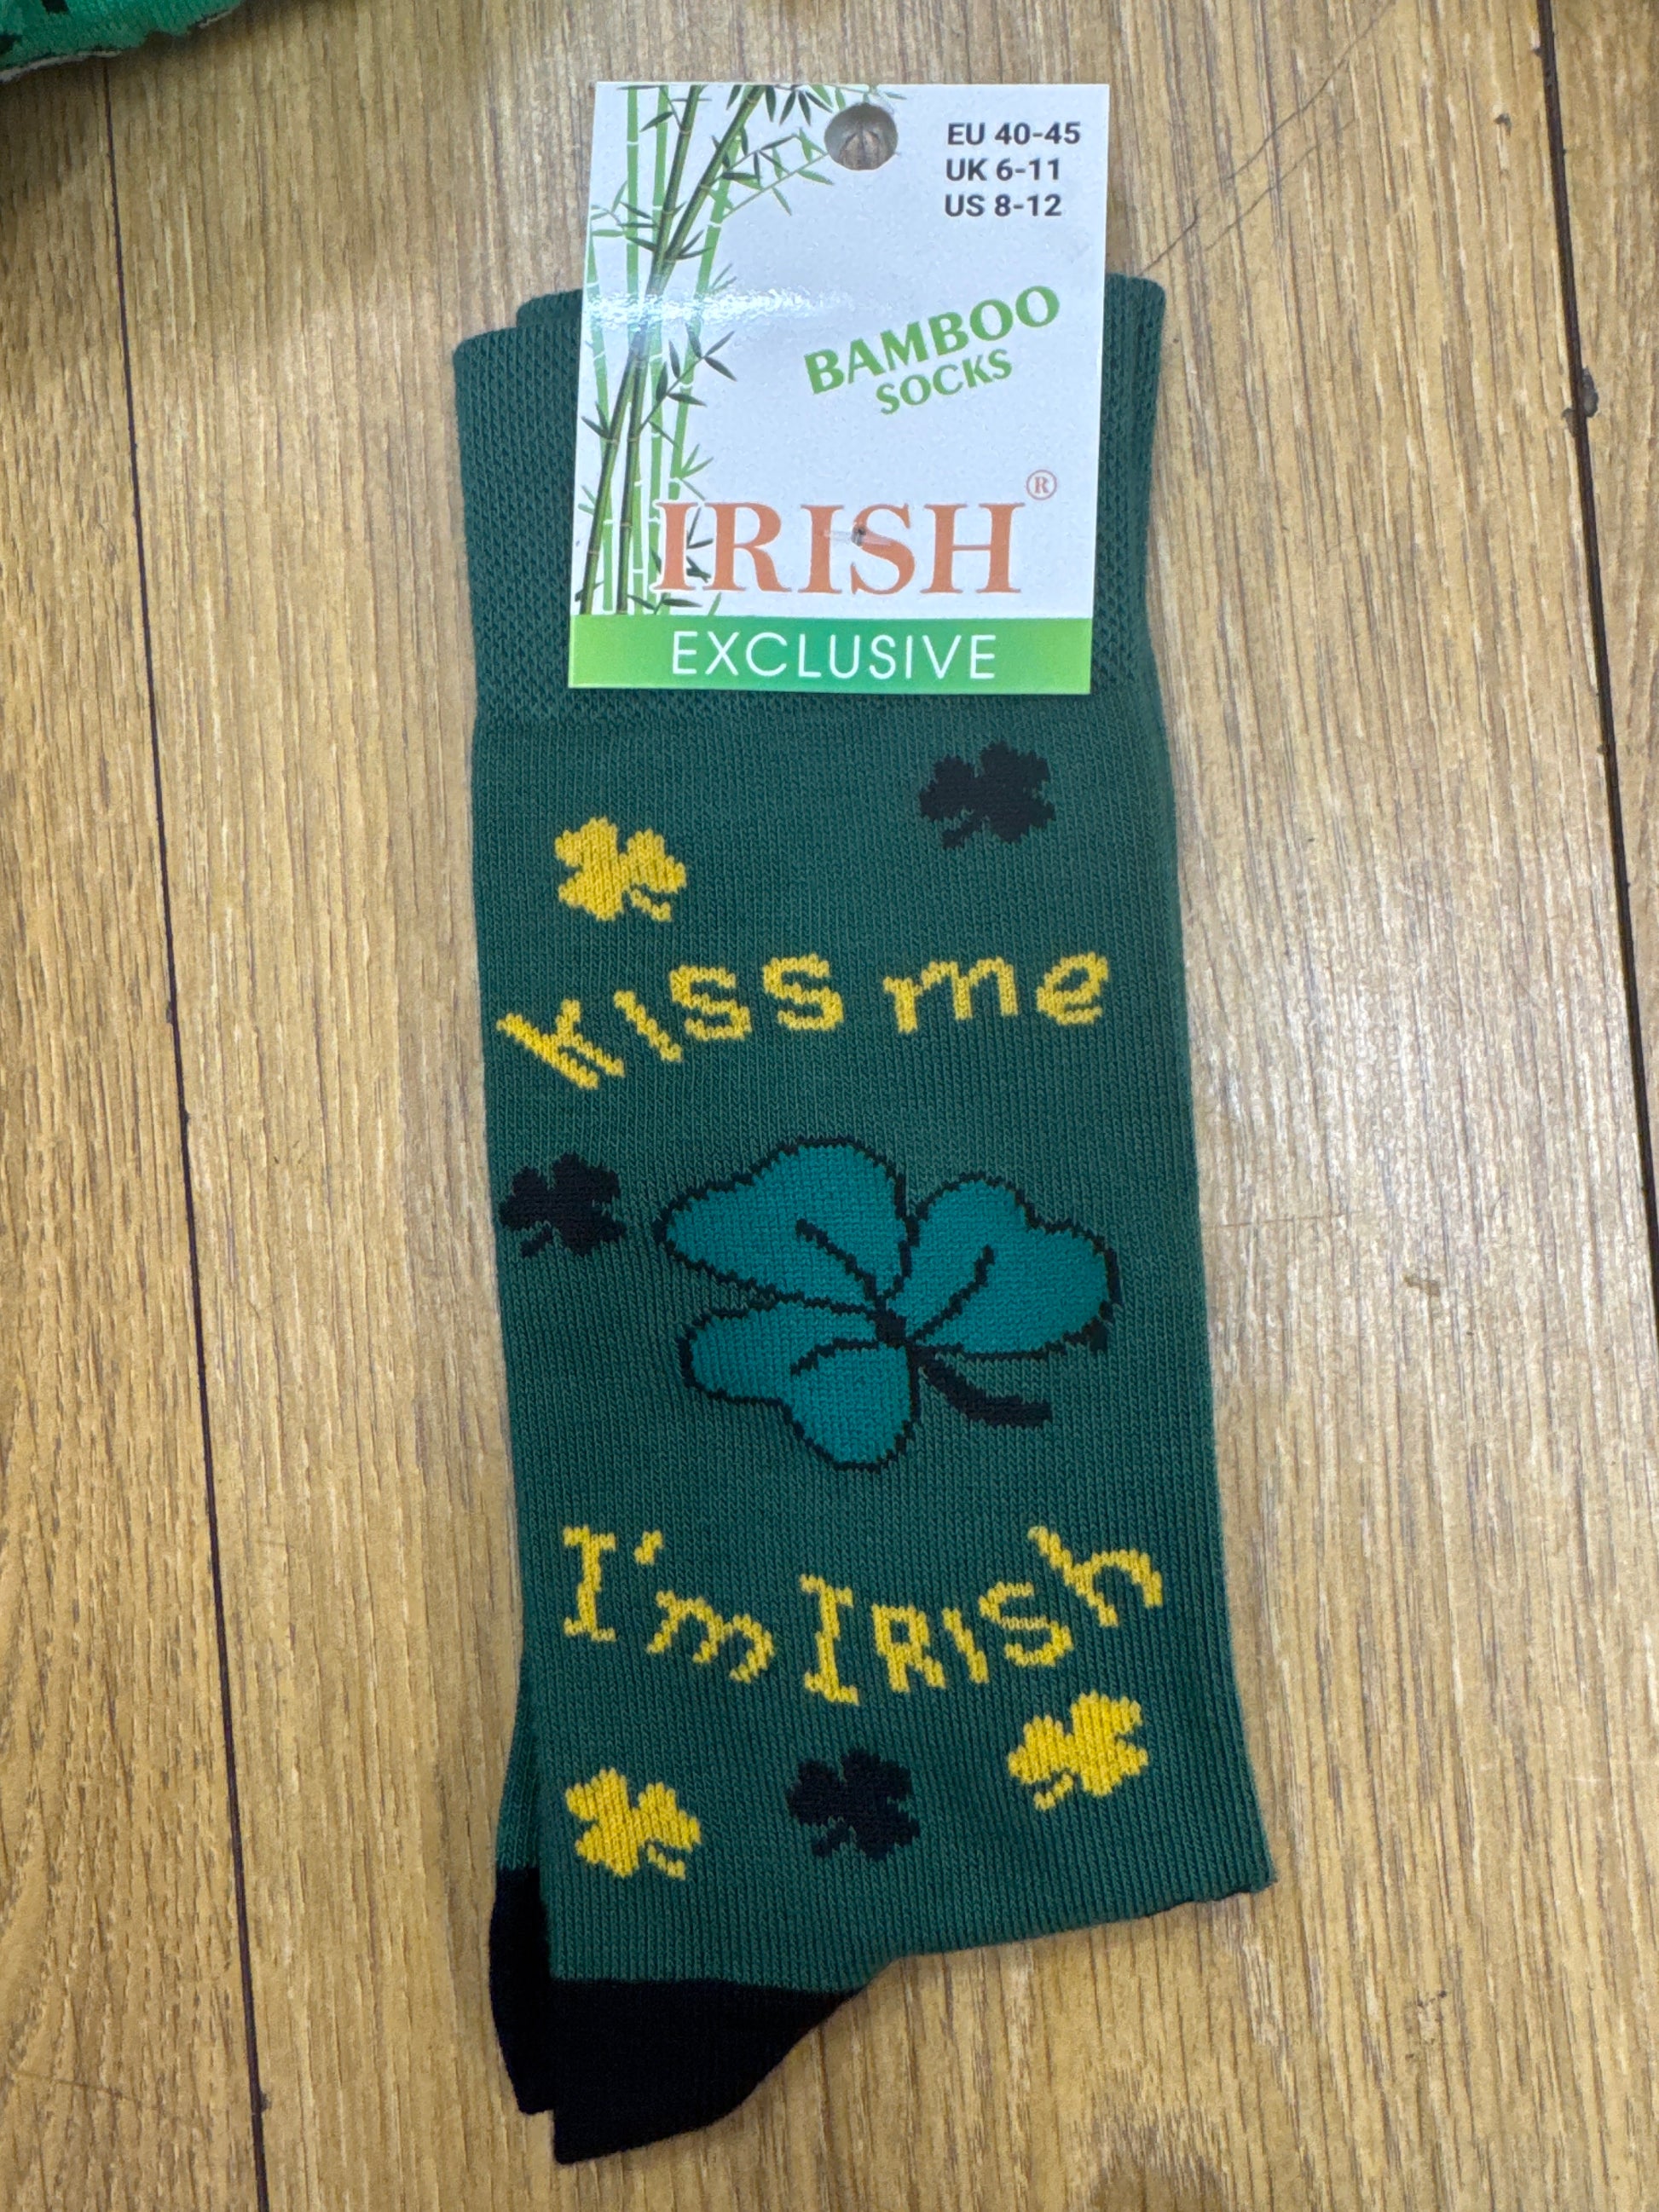 EU 40-45
UK 6-11
US 8-12
BAMBOO
SOCKS
IRISH®
EXCLUSIVE
kiss me
I'm IRISh